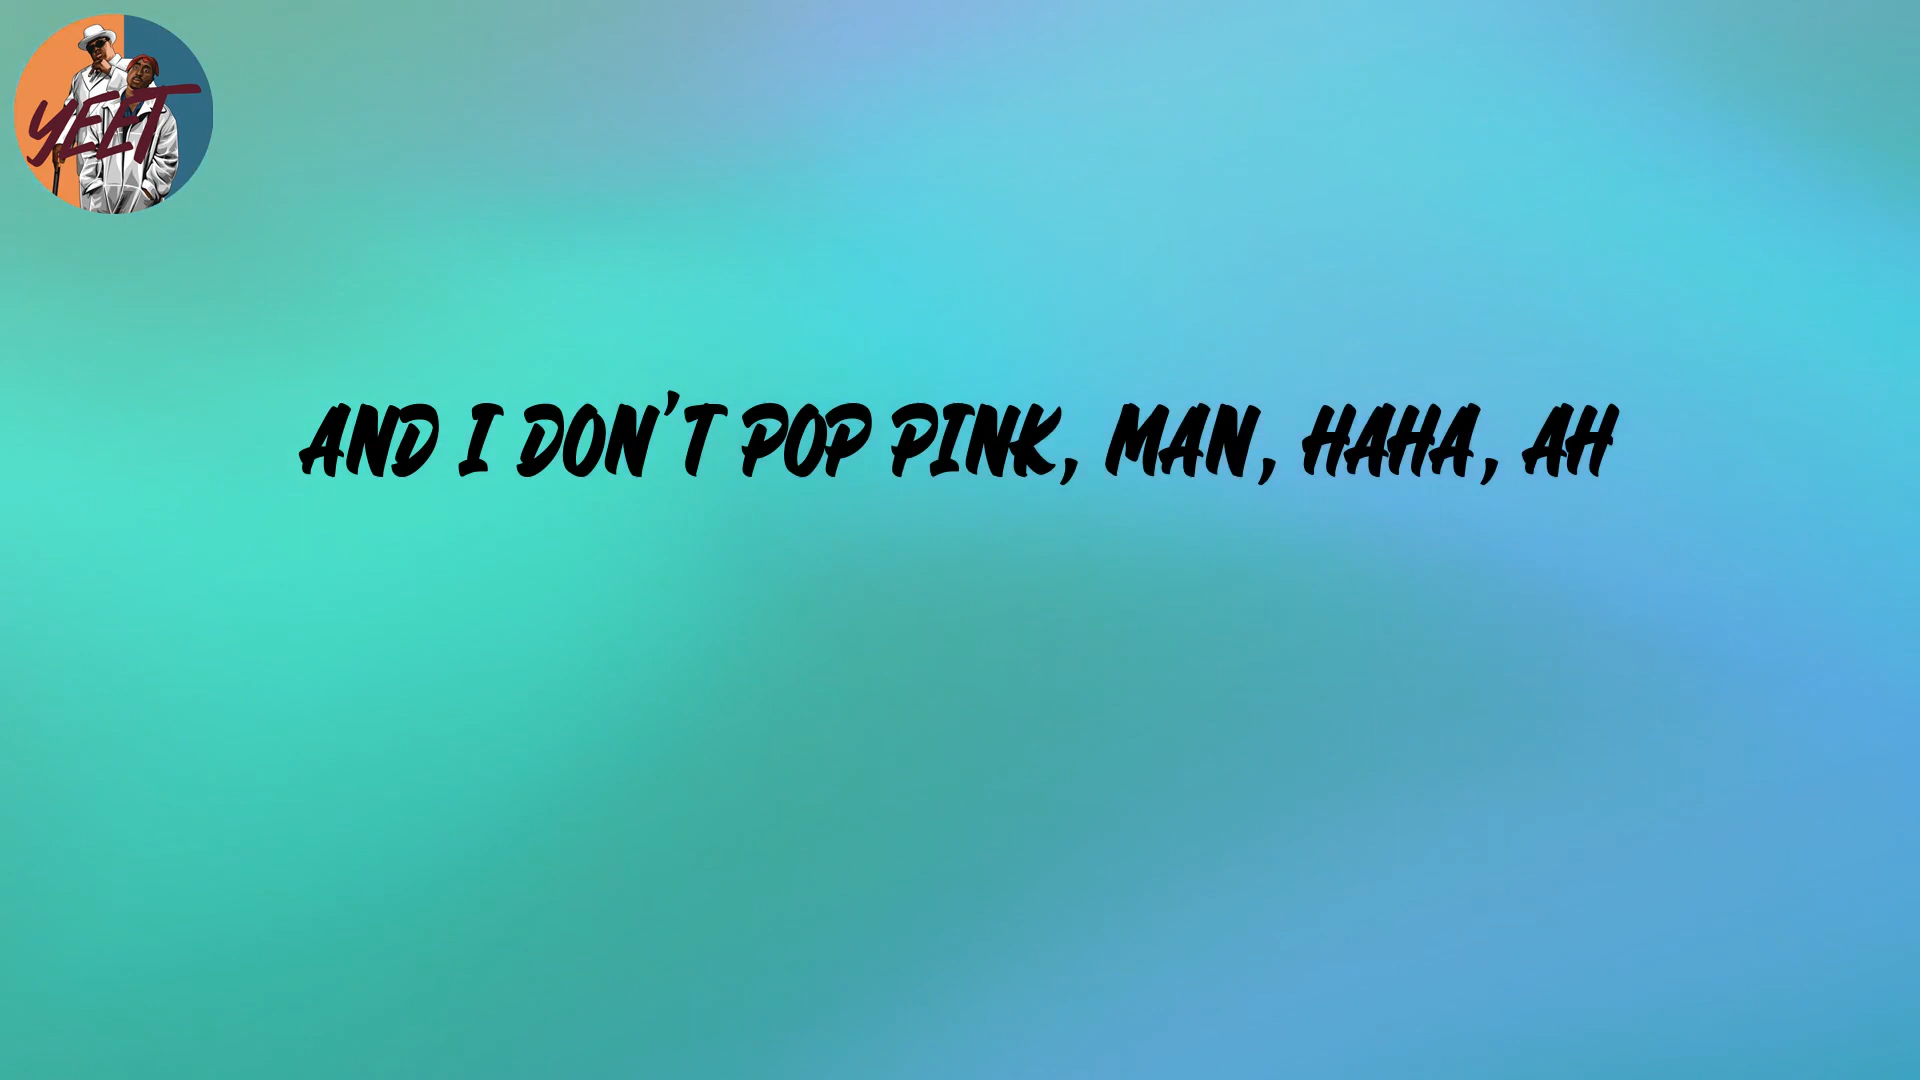 YEET
AND I DON'T POP PINK, MAN, HAHA, AH